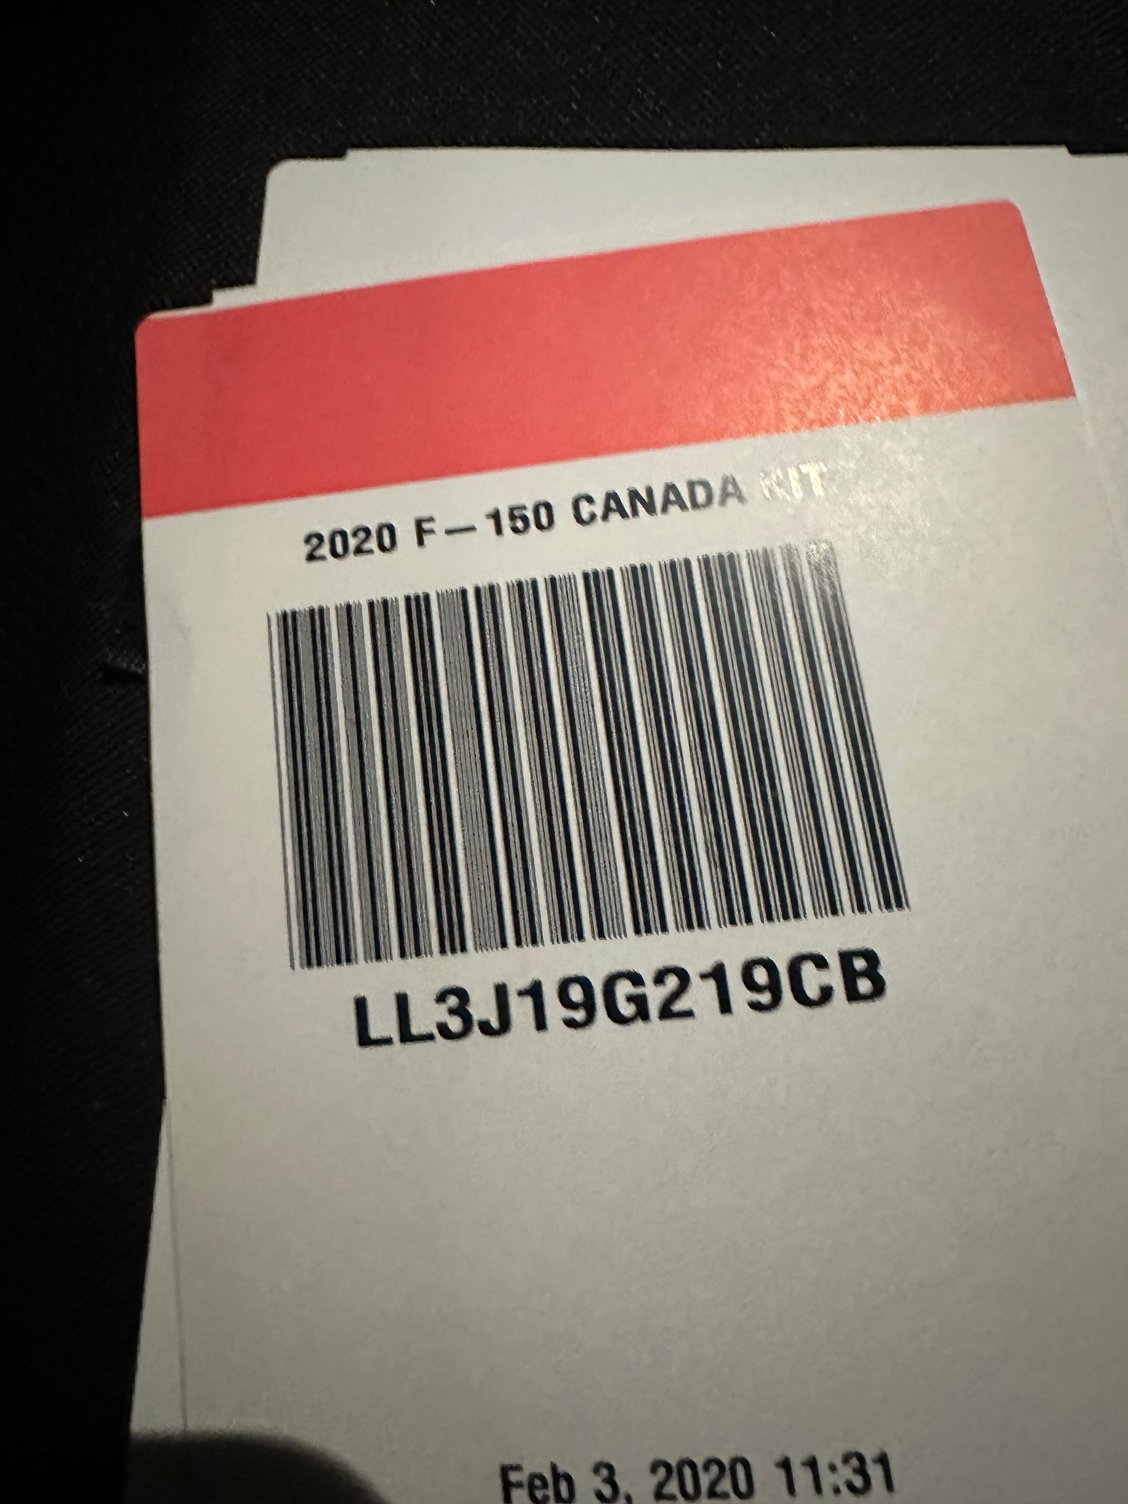 2020 F—150 CANADA KIT
LL3J19G219CB
Feb 3, 2020 11:31